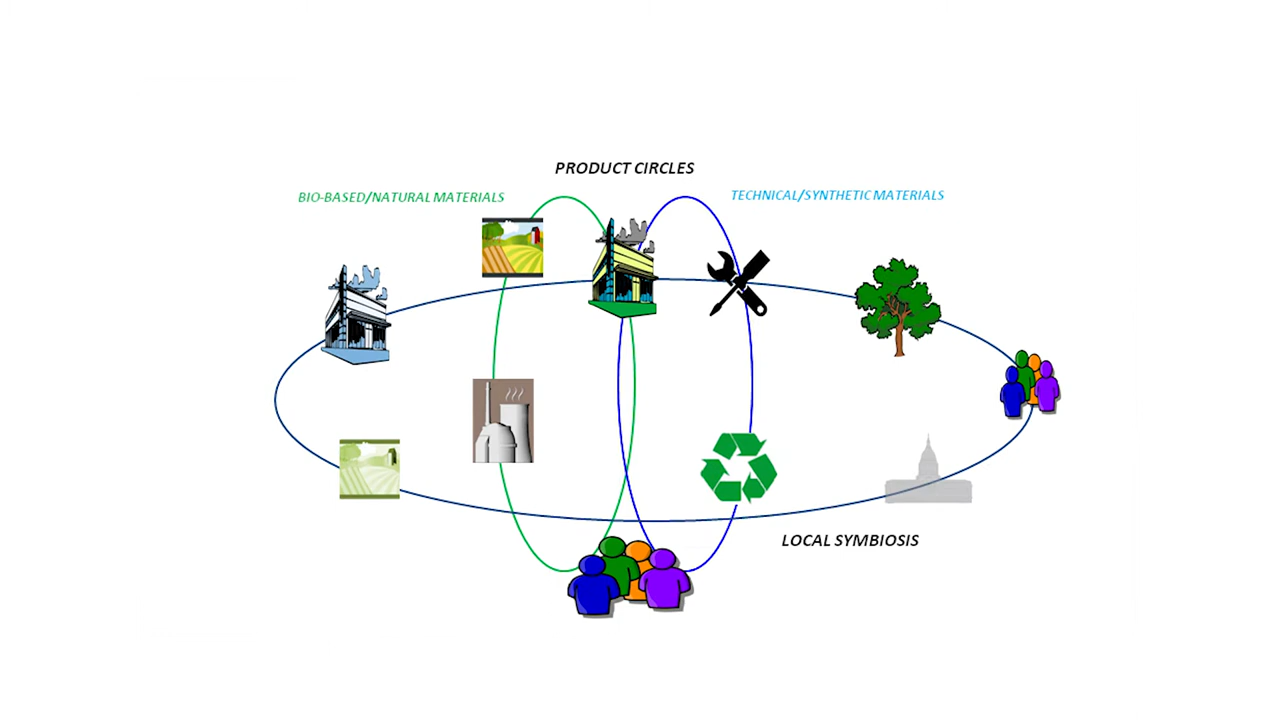 PRODUCT CIRCLES
BIO-BASED/NATURAL MATERIALS
TECHNICAL/SYNTHETIC MATERIALS
LOCAL SYMBIOSIS